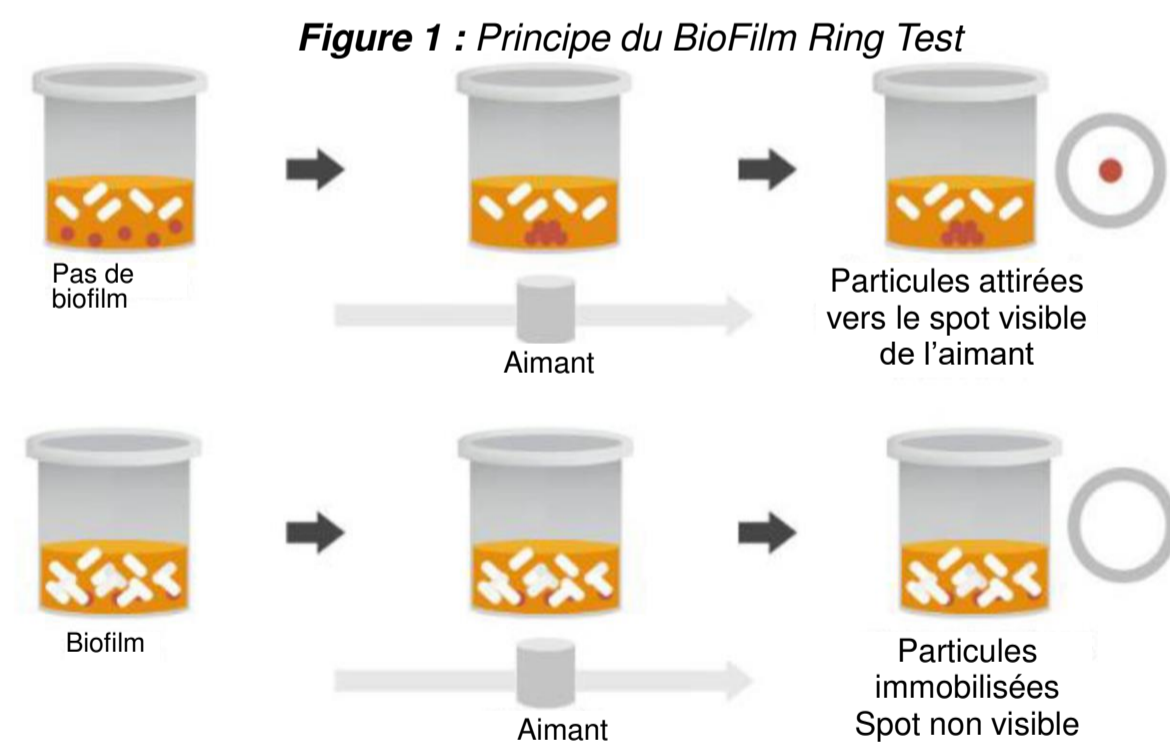 Figure 1 : Principe du BioFilm Ring Test
Pas de
biofilm
Aimant
Particules attirées
vers le spot visible
de l’aimant
Biofilm
Aimant
Particules
immobilisées
Spot non visible